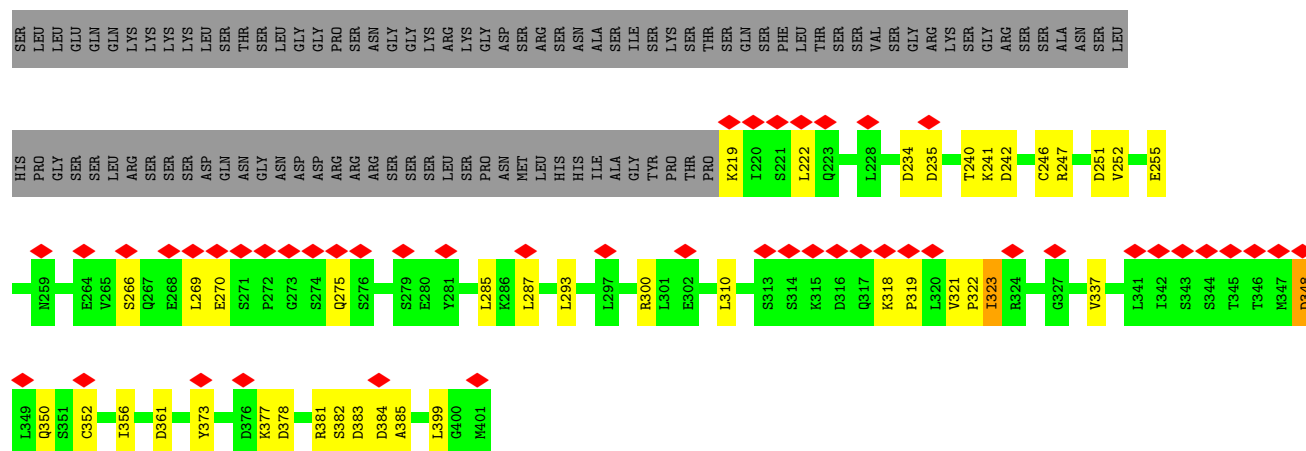 SER LEU LEU GLU GLN GLN LYS LYS LYS LYS LEU SER THR SER LEU GLY GLY PRO SER ASN GLY GLY LYS ARG LYS GLY ASP SER ARG SER ASN ALA SER ILE SER LYS SER THR SER GLN SER PHE LEU THR SER SER VAL SER GLY ARG LYS SER GLY ARG SER SER ALA ASN SER LEU
HIS PRO GLY SER SER LEU ARG SER SER SER ASP GLN ASN GLY ASN ASP ASP ARG ARG ARG SER SER SER LEU SER PRO ASN MET LEU HIS HIS ILE ALA GLY TYR PRO THR PRO K219 I220 S221 L222 Q223 L228 D234 D235 T240 K241 D242 C246 R247 D251 V252 E255
N259 E264 V265 S266 Q267 E268 L269 E270 S271 P272 G273 S274 Q275 S276 S279 E280 Y281 L285 K286 L287 L293 L297 R300 L301 E302 L310 S313 S314 K315 D316 Q317 K318 P319 L320 V321 P322 I323 R324 G327 V337 L341 I342 S343 S344 T345 T346 M347
L349 Q350 S351 C352 I356 D361 Y373 D376 K377 D378 R381 S382 D383 D384 A385 L399 G400 M401